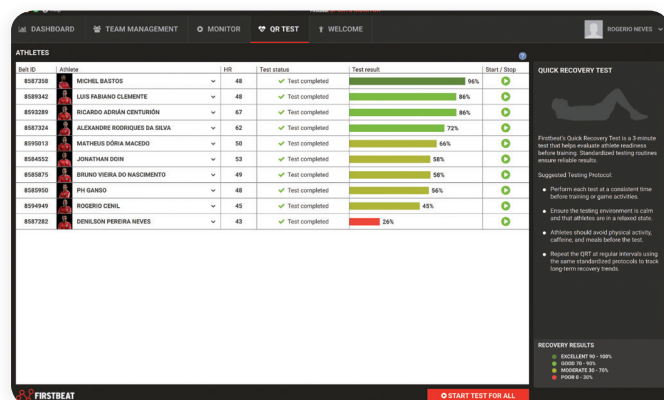 DASHBOARD TEAM MANAGEMENT MONITOR QR TEST WELCOME ROGERIO NEVES
ATHLETES
Belt ID Athlete HR Test status Test result Start / Stop
8587358 MICHEL BASTOS 48 Test completed 96%
8589342 LUIS FABIANO CLEMENTE 48 Test completed 86%
8593289 RICARDO ADRIÁN CENTURIÓN 67 Test completed 86%
8587324 ALEXANDRE RODRIQUES DA SILVA 62 Test completed 72%
8595013 MATHEUS DÓRIA MACEDO 50 Test completed 66%
8584552 JONATHAN DOIN 53 Test completed 58%
8585875 BRUNO VIEIRA DO NASCIMENTO 49 Test completed 58%
8585950 PH GANSO 48 Test completed 56%
8594949 ROGERIO CENIL 45 Test completed 45%
8587282 DENILSON PEREIRA NEVES 43 Test completed 26%
QUICK RECOVERY TEST
Firstbeat's Quick Recovery Test is a 3-minute
test that helps evaluate athlete readiness
before training. Standardized testing routines
ensure reliable results.
Suggested Testing Protocol:
Perform each test at a consistent time
before training or game activities.
Ensure the testing environment is calm
and that athletes are in a relaxed state.
Athletes should avoid physical activity,
caffeine, and meals before the test.
Repeat the QRT at regular intervals using
the same standardized protocols to track
long-term recovery trends.
RECOVERY RESULTS
EXCELLENT 90 - 100%
GOOD 70 - 90%
MODERATE 30 - 70%
POOR 0 - 30%
FIRSTBEAT
START TEST FOR ALL